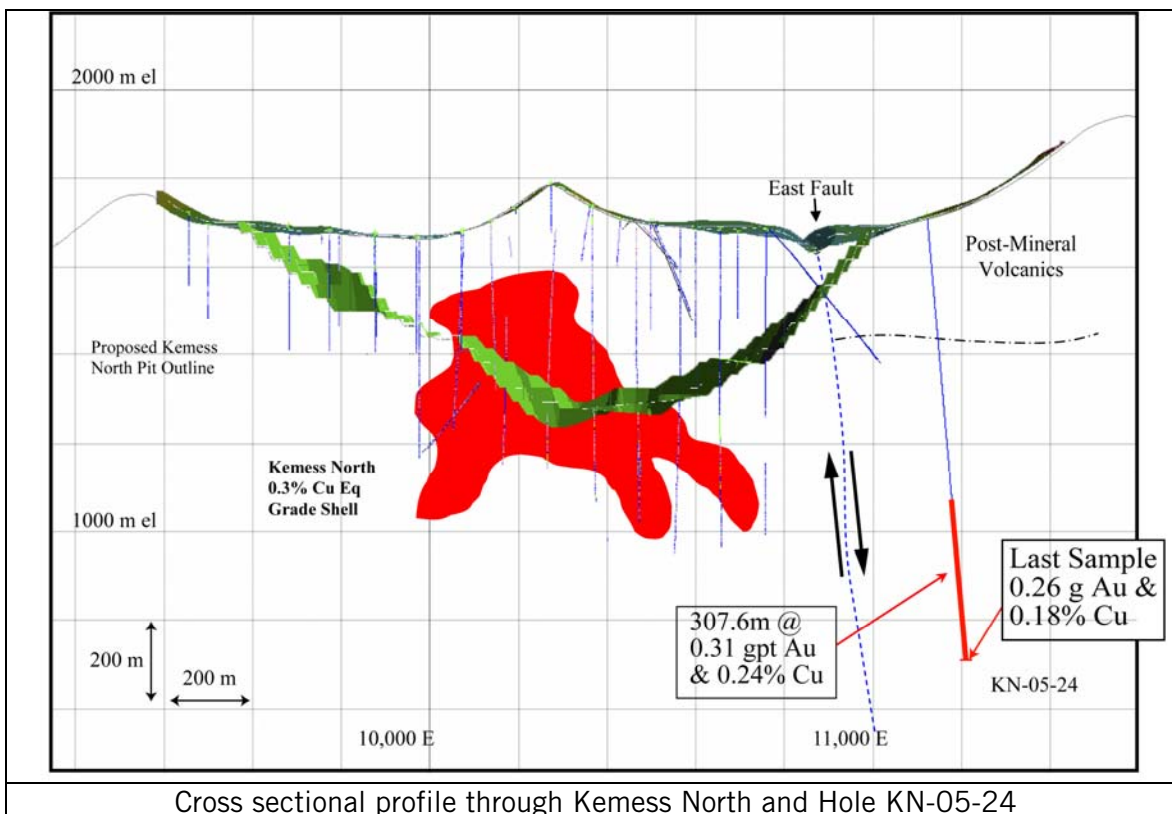 2000 m el
East Fault
Post-Mineral
Volcanics
Proposed Kemess
North Pit Outline
Kemess North
0.3% Cu Eq
Grade Shell
1000 m el
Last Sample
0.26 g Au &
0.18% Cu
307.6m @
0.31 gpt Au
& 0.24% Cu
200 m
200 m
KN-05-24
10,000 E
11,000 E
Cross sectional profile through Kemess North and Hole KN-05-24